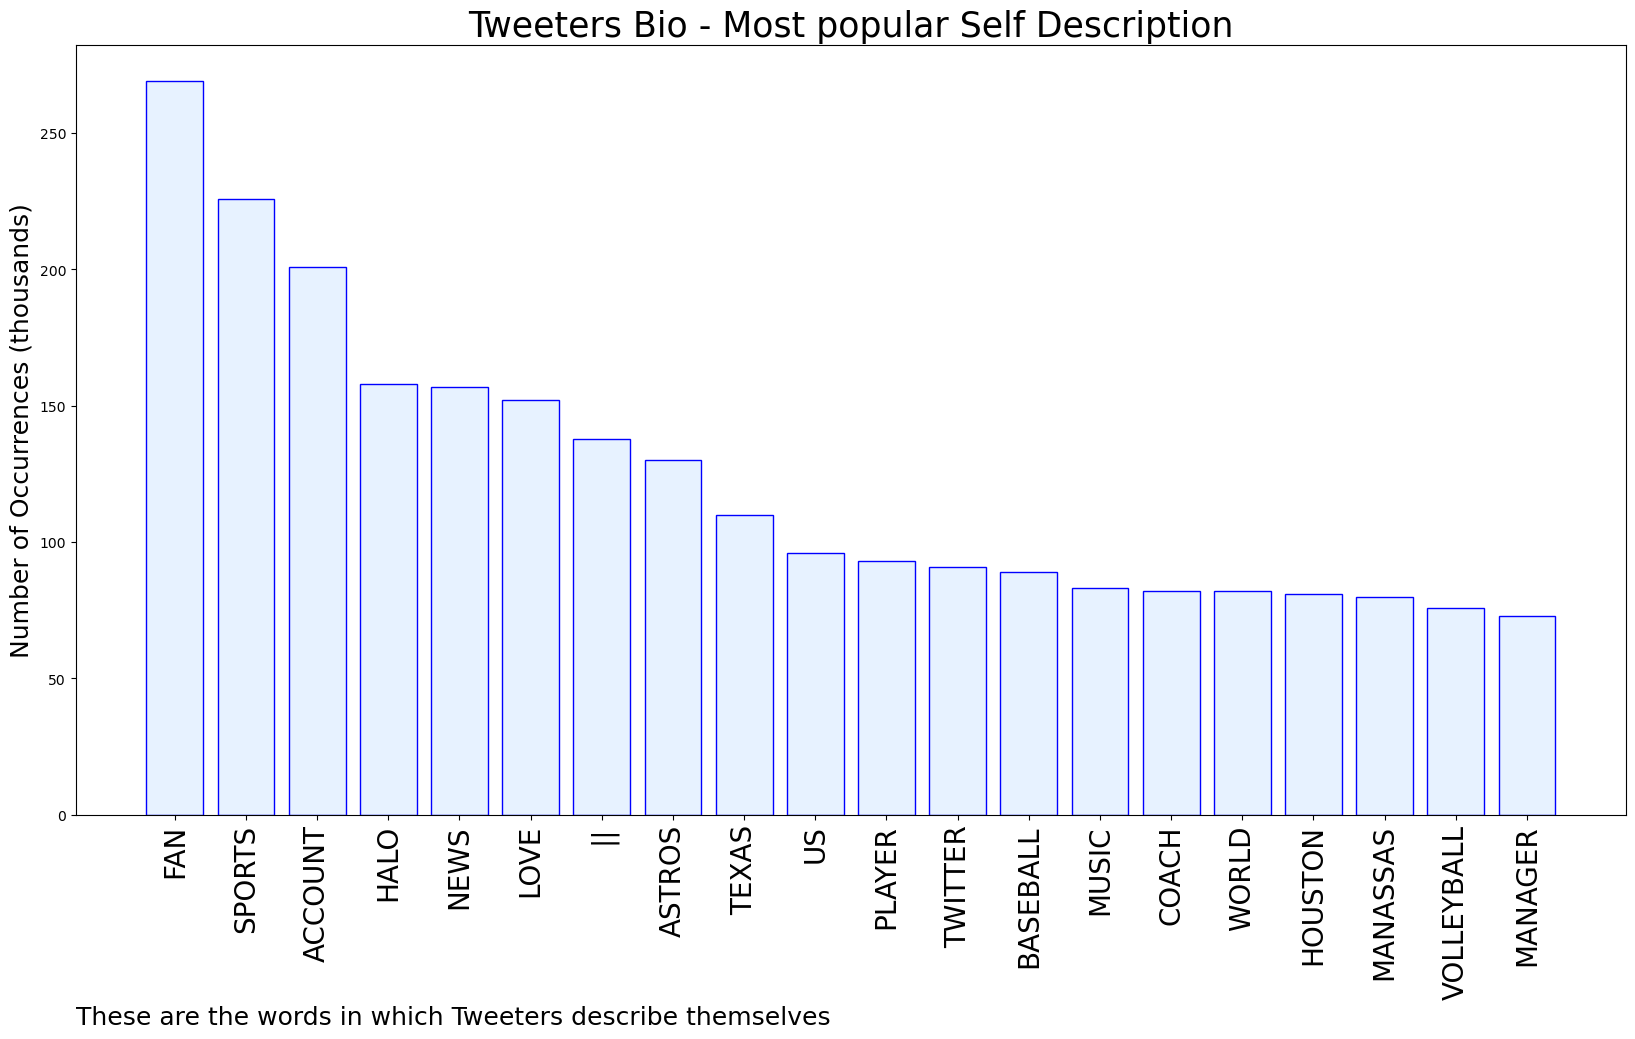 Tweeters Bio - Most popular Self Description
Number of Occurrences (thousands)
250
200
150
100
50
0
FAN
SPORTS
ACCOUNT
HALO
NEWS
LOVE
||
ASTROS
TEXAS
US
PLAYER
TWITTER
BASEBALL
MUSIC
COACH
WORLD
HOUSTON
MANASSAS
VOLLEYBALL
MANAGER
These are the words in which Tweeters describe themselves